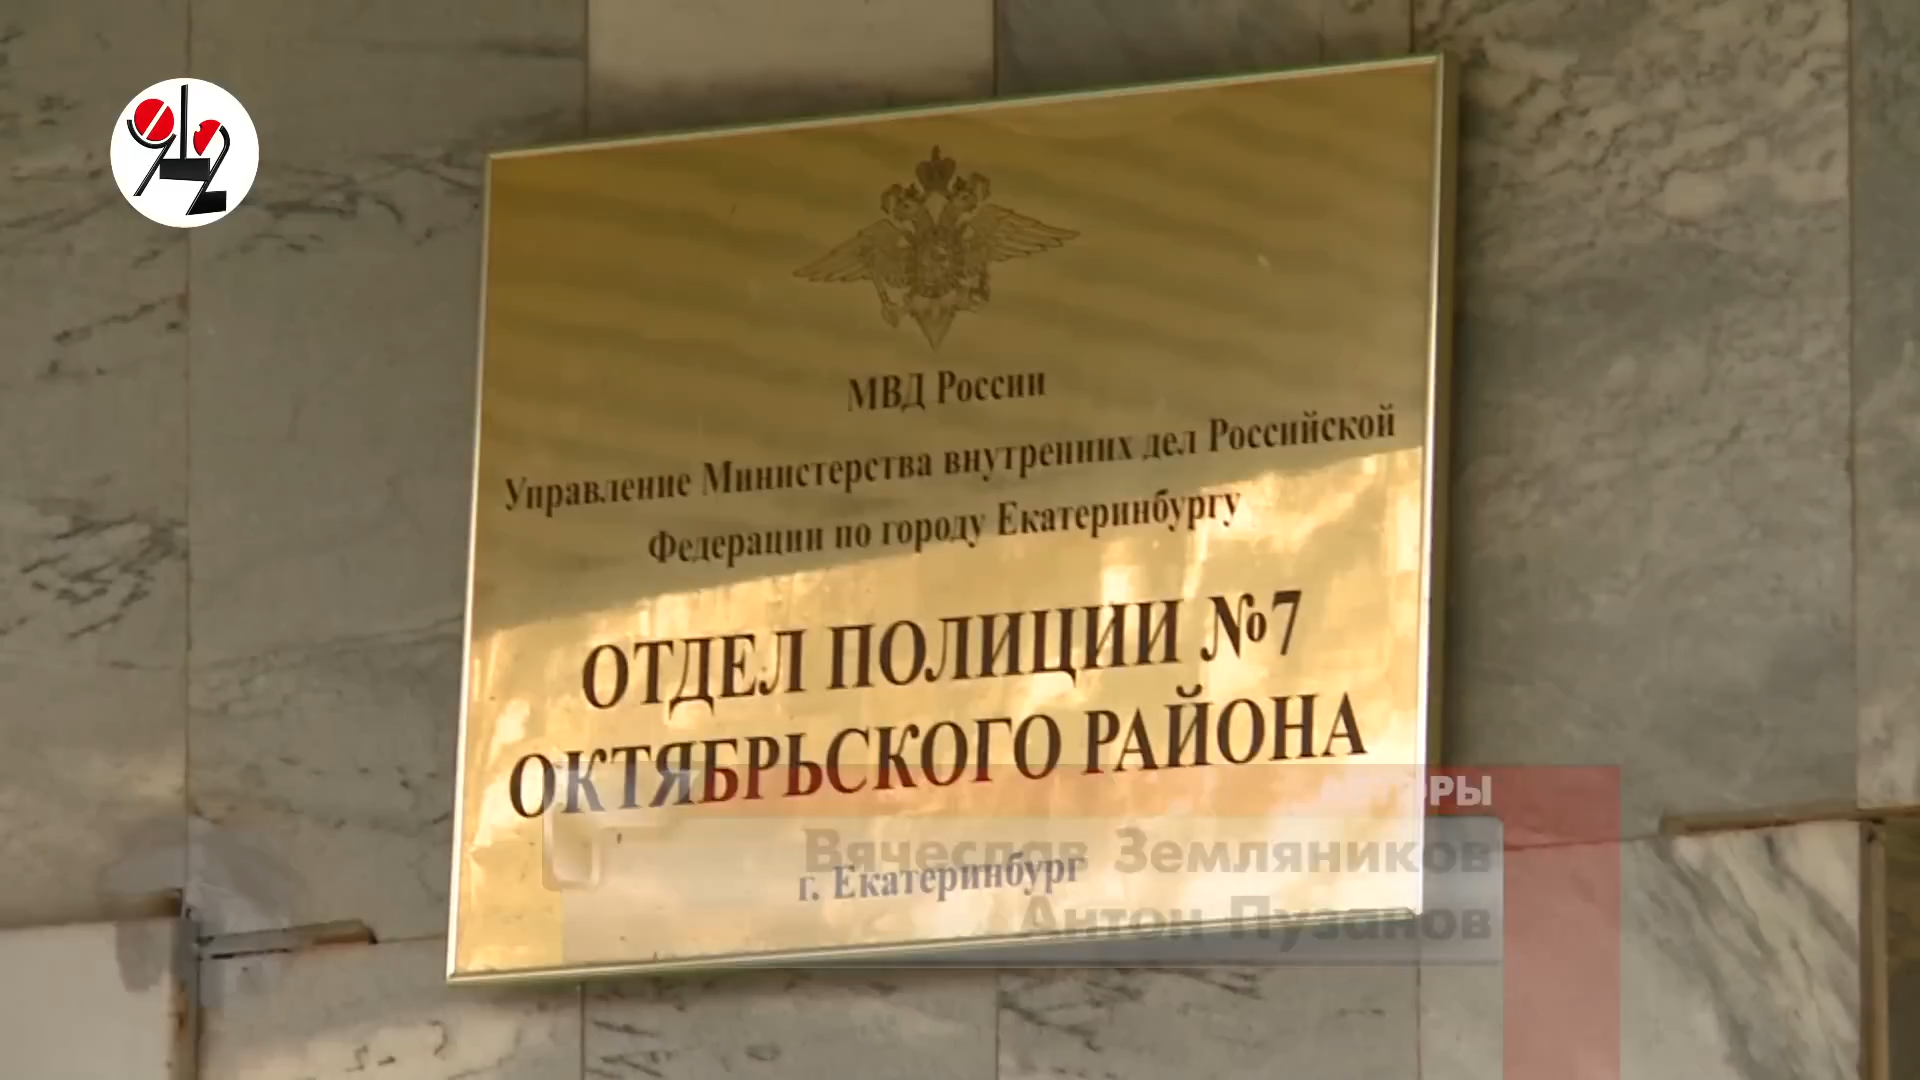 МВД России
Управление Министерства внутренних дел Российской
Федерации по городу Екатеринбургу
ОТДЕЛ ПОЛИЦИИ №7
ОКТЯБРЬСКОГО РАЙОНА
г. Екатеринбург
АВТОРЫ
Вячеслав Земляников
Антон Пузанов